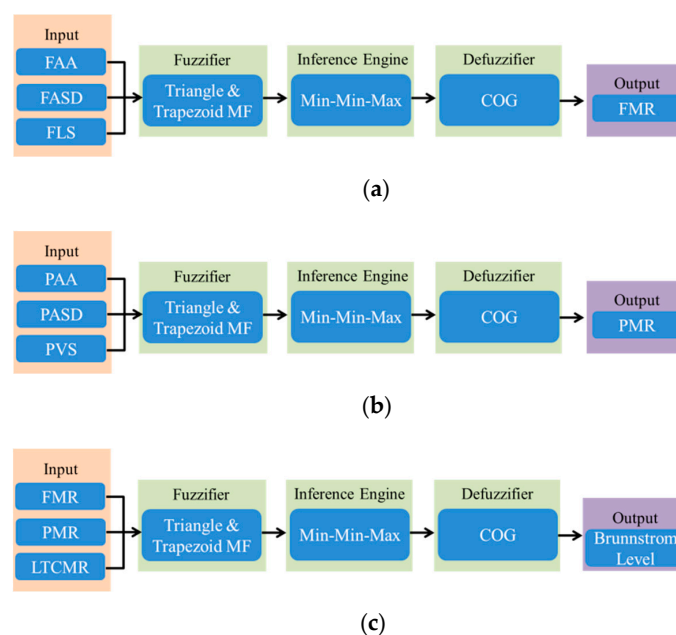 Input
FAA
FASD
FLS
Fuzzifier
Triangle &
Trapezoid MF
Inference Engine
Min-Min-Max
Defuzzifier
COG
Output
FMR
(a)
Input
PAA
PASD
PVS
Fuzzifier
Triangle &
Trapezoid MF
Inference Engine
Min-Min-Max
Defuzzifier
COG
Output
PMR
(b)
Input
FMR
PMR
LTCMR
Fuzzifier
Triangle &
Trapezoid MF
Inference Engine
Min-Min-Max
Defuzzifier
COG
Output
Brunnstrom
Level
(c)